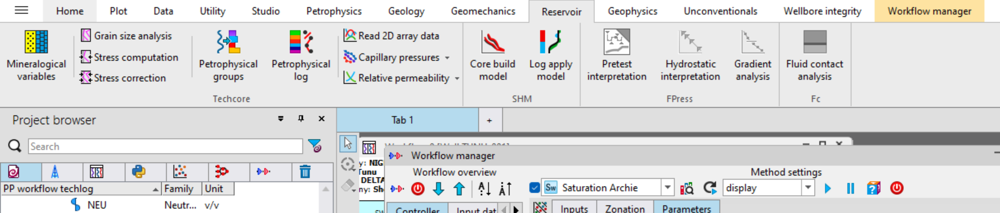 Home Plot Data Utility Studio Petrophysics Geology Geomechanics Reservoir Geophysics Unconventionals Wellbore integrity Workflow manager
Mineralogical variables
Grain size analysis
Stress computation
Stress correction
Petrophysical groups
Petrophysical log
Read 2D array data
Capillary pressures
Relative permeability
Core build model
Log apply model
Pretest interpretation
Hydrostatic interpretation
Gradient analysis
Fluid contact analysis
Techcore SHM FPress Fc
Project browser
Tab 1 +
Search
Workflow manager
y: NIG
Tunu
DELTA
ny: Sh
Workflow overview Method settings
Sw Saturation Archie display
PP workflow techlog Family Unit
NEU Neutr... v/v
Controller Input dat Inputs Zonation Parameters